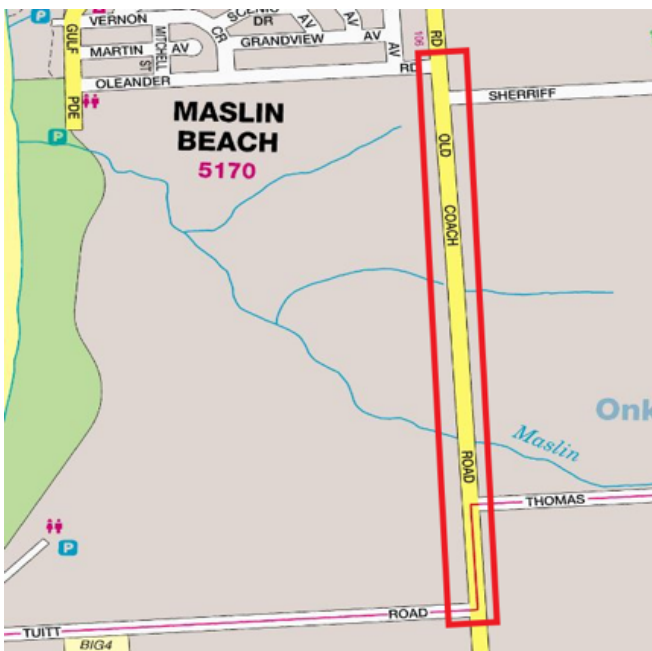 P
VERNON
SCENIC
DR
AV
AV
GULF
PDE
MARTIN
AV
MITCHELL
ST
CR
GRANDVIEW
AV
AV
106
RD
OLEANDER
RD
SHERRIFF
MASLIN
BEACH
5170
P
OLD
COACH
ROAD
Onk
Maslin
THOMAS
P
TUITT
ROAD
BIG4